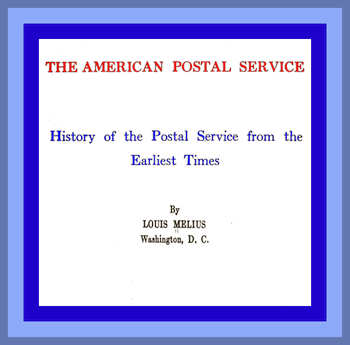 THE AMERICAN POSTAL SERVICE
History of the Postal Service from the
Earliest Times
By
LOUIS MELIUS
Washington, D. C.